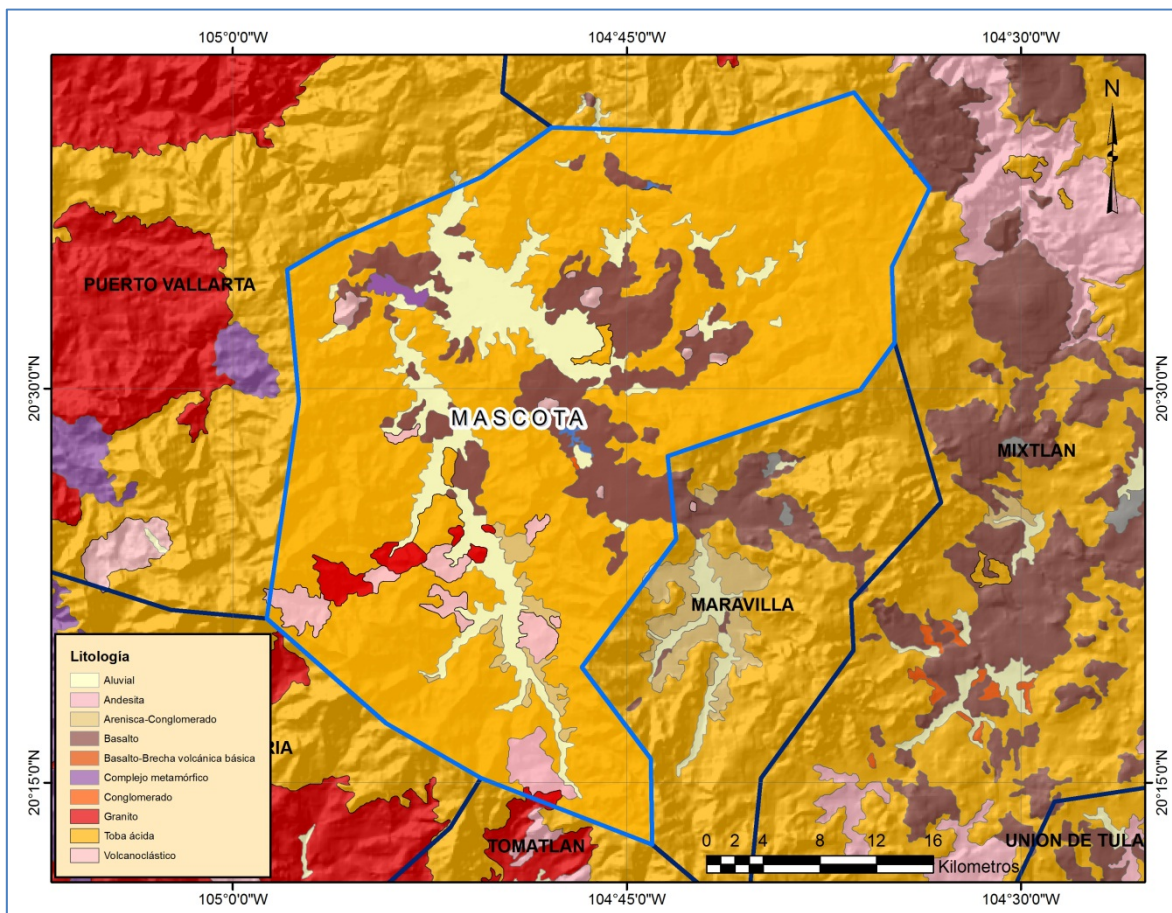 105°0'0"W 104°45'0"W 104°30'0"W
N
PUERTO VALLARTA
20°30'0"N 20°30'0"N
MASCOTA
MIXTLAN
MARAVILLA
Litología
Aluvial
Andesita
Arenisca-Conglomerado
Basalto
Basalto-Brecha volcánica básica
Complejo metamórfico
Conglomerado
Granito
Toba ácida
Volcanoclástico
RIA
20°15'0"N 20°15'0"N
TOMATLAN
UNION DE TULA
0 2 4 8 12 16
Kilometros
105°0'0"W 104°45'0"W 104°30'0"W